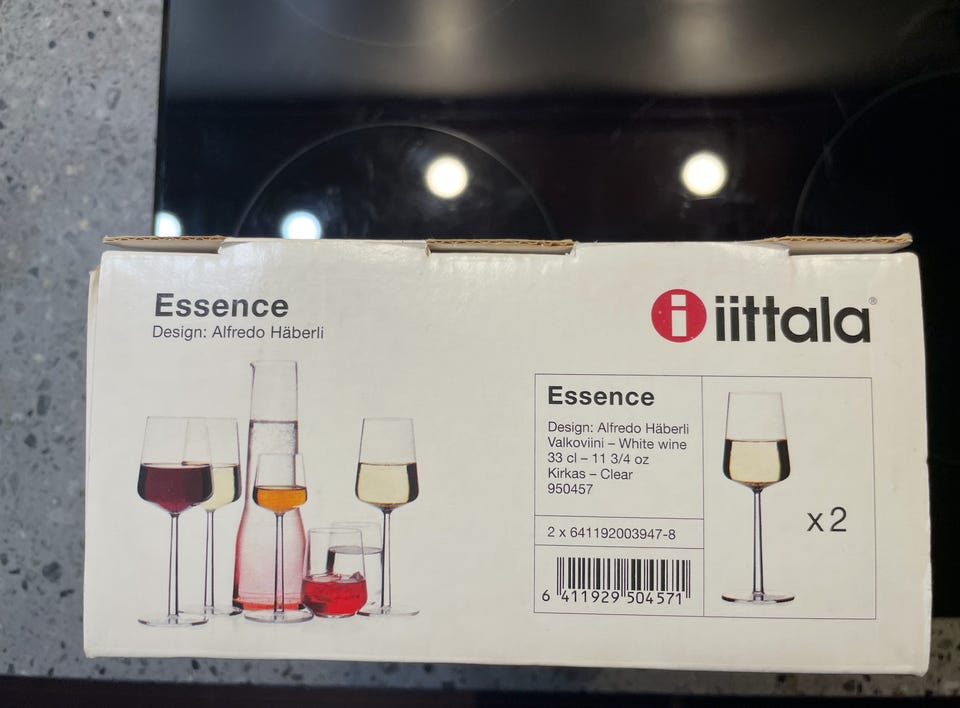 Essence
Design: Alfredo Häberli
i iittala®
Essence
Design: Alfredo Häberli
Valkoviini – White wine
33 cl – 11 3/4 oz
Kirkas – Clear
950457
x 2
2 x 641192003947-8
6 411929 504571